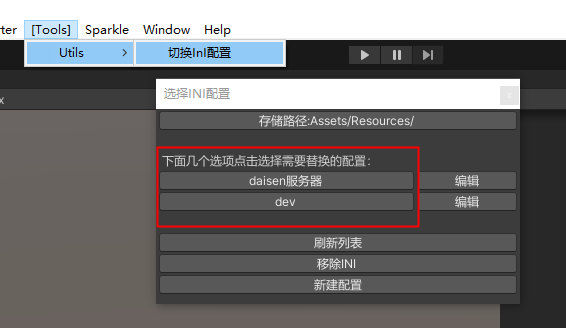 rter [Tools] Sparkle Window Help
Utils > 切换InI配置
x
选择INI配置
x
存储路径:Assets/Resources/
下面几个选项点击选择需要替换的配置:
daisen服务器 编辑
dev 编辑
刷新列表
移除INI
新建配置